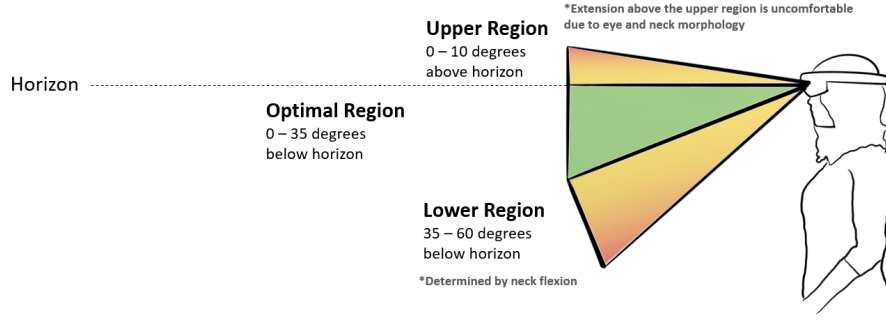 *Extension above the upper region is uncomfortable
due to eye and neck morphology
Upper Region
0 – 10 degrees
above horizon
Horizon
Optimal Region
0 – 35 degrees
below horizon
Lower Region
35 – 60 degrees
below horizon
*Determined by neck flexion